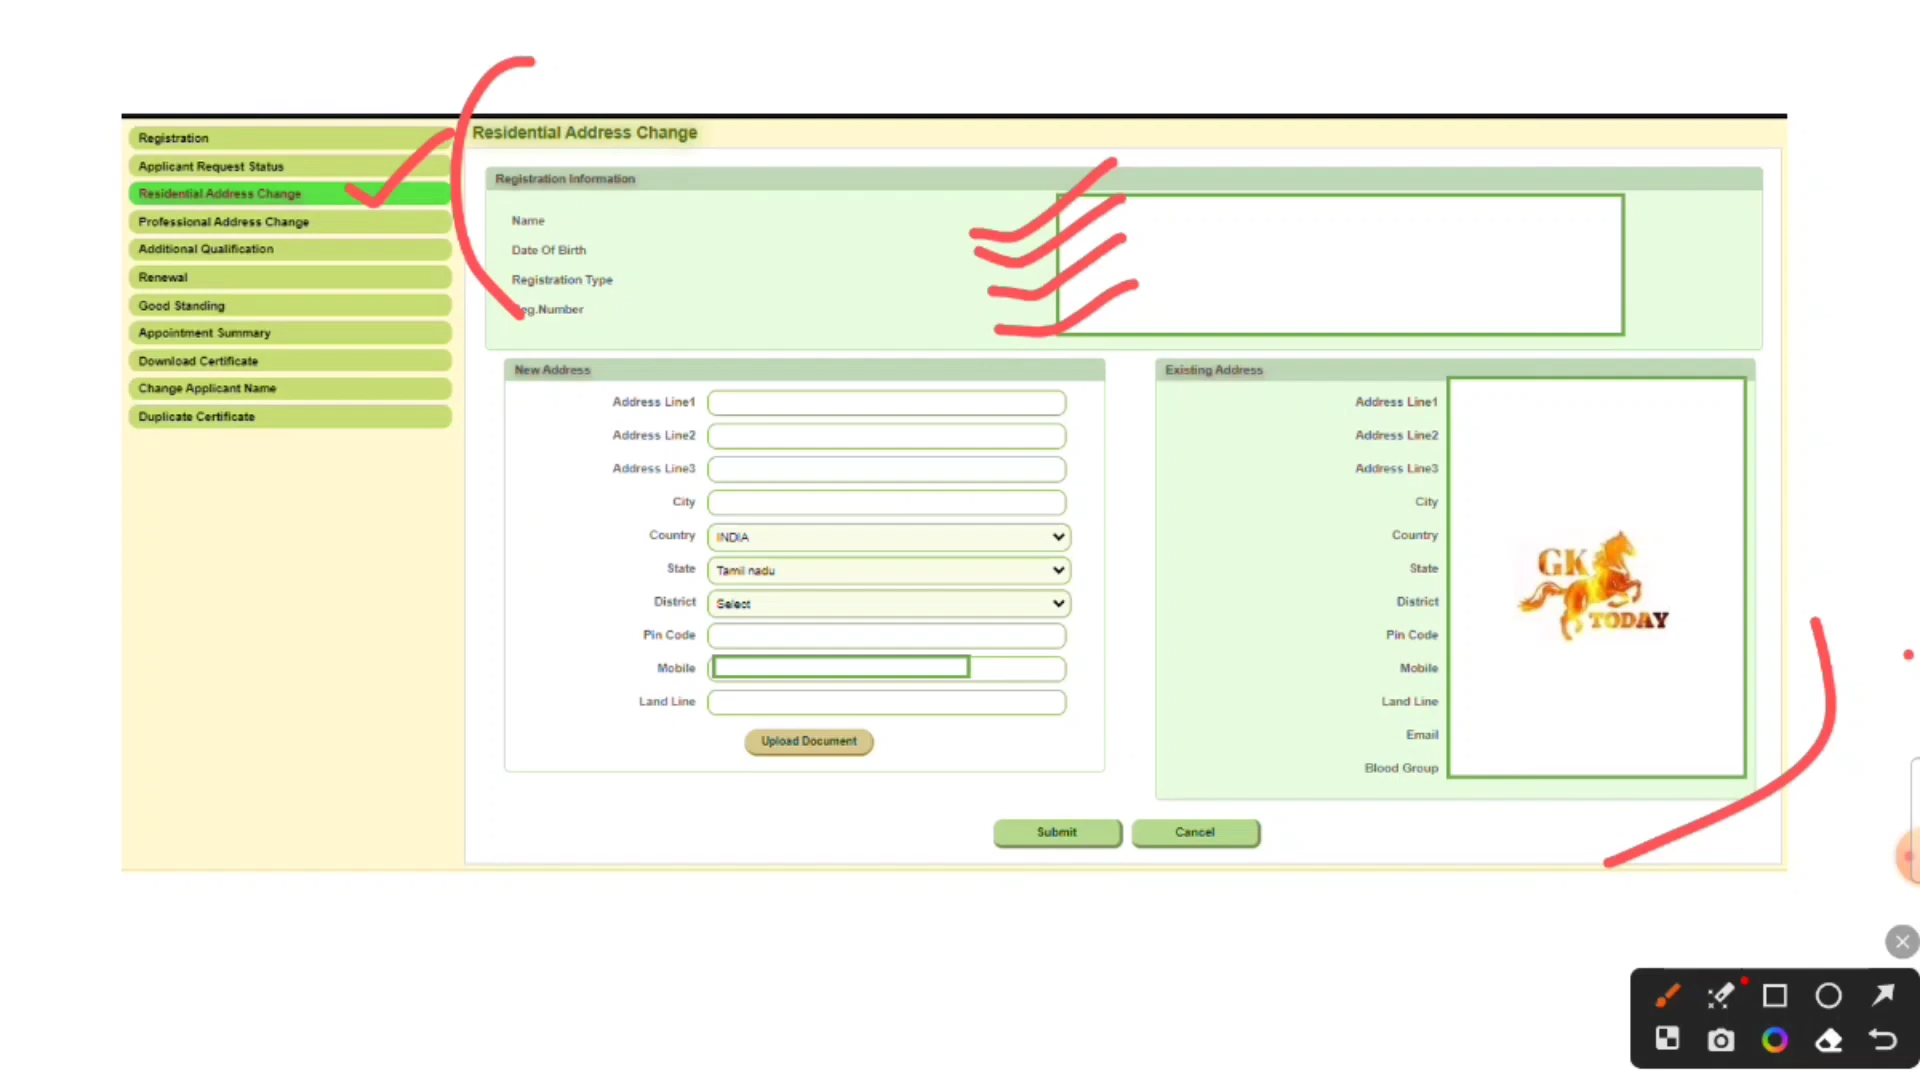 Registration
Applicant Request Status
Residential Address Change
Professional Address Change
Additional Qualification
Renewal
Good Standing
Appointment Summary
Download Certificate
Change Applicant Name
Duplicate Certificate
Residential Address Change
Registration Information
Name
Date Of Birth
Registration Type
eg.Number
New Address
Address Line1
Address Line2
Address Line3
City
Country INDIA
State Tamil nadu
District Select
Pin Code
Mobile
Land Line
Upload Document
Existing Address
Address Line1
Address Line2
Address Line3
City
Country
State
District
Pin Code
Mobile
Land Line
Email
Blood Group
GK
TODAY
Submit Cancel